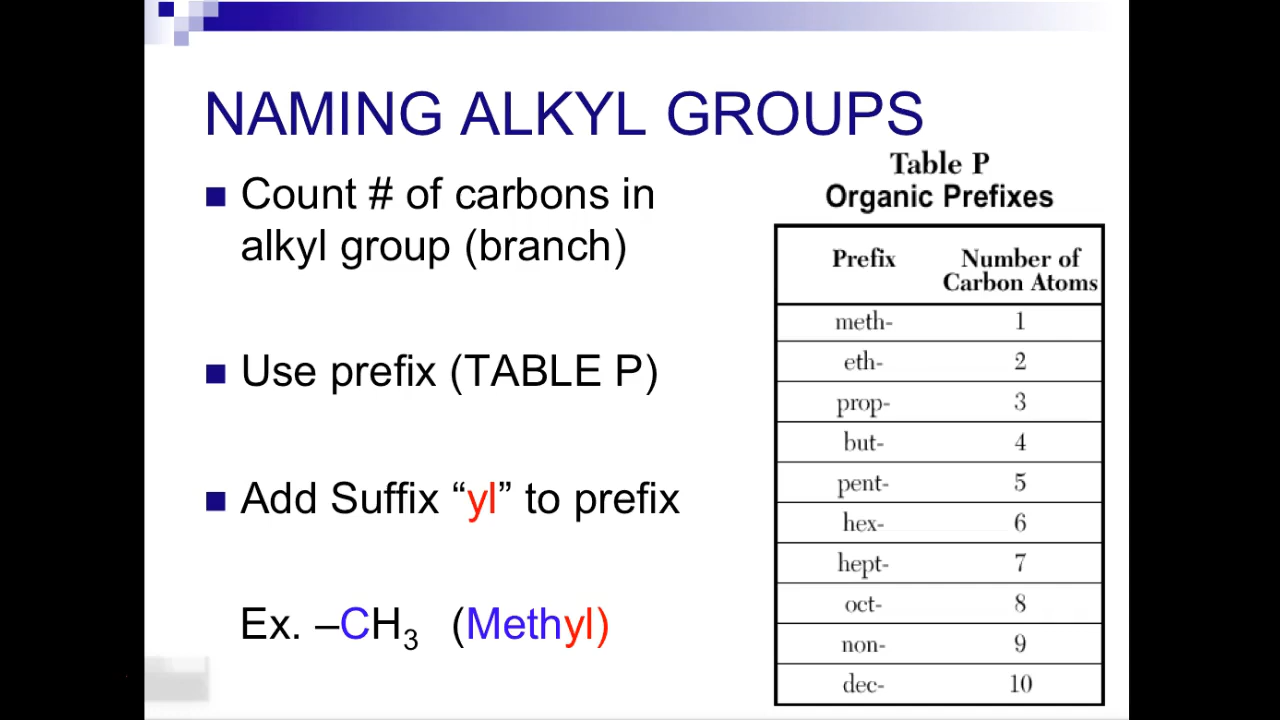 NAMING ALKYL GROUPS
Count # of carbons in
alkyl group (branch)
Use prefix (TABLE P)
Add Suffix “yl” to prefix
Ex. –CH₃ (Methyl)
Table P
Organic Prefixes
Prefix Number of
Carbon Atoms
meth- 1
eth- 2
prop- 3
but- 4
pent- 5
hex- 6
hept- 7
oct- 8
non- 9
dec- 10